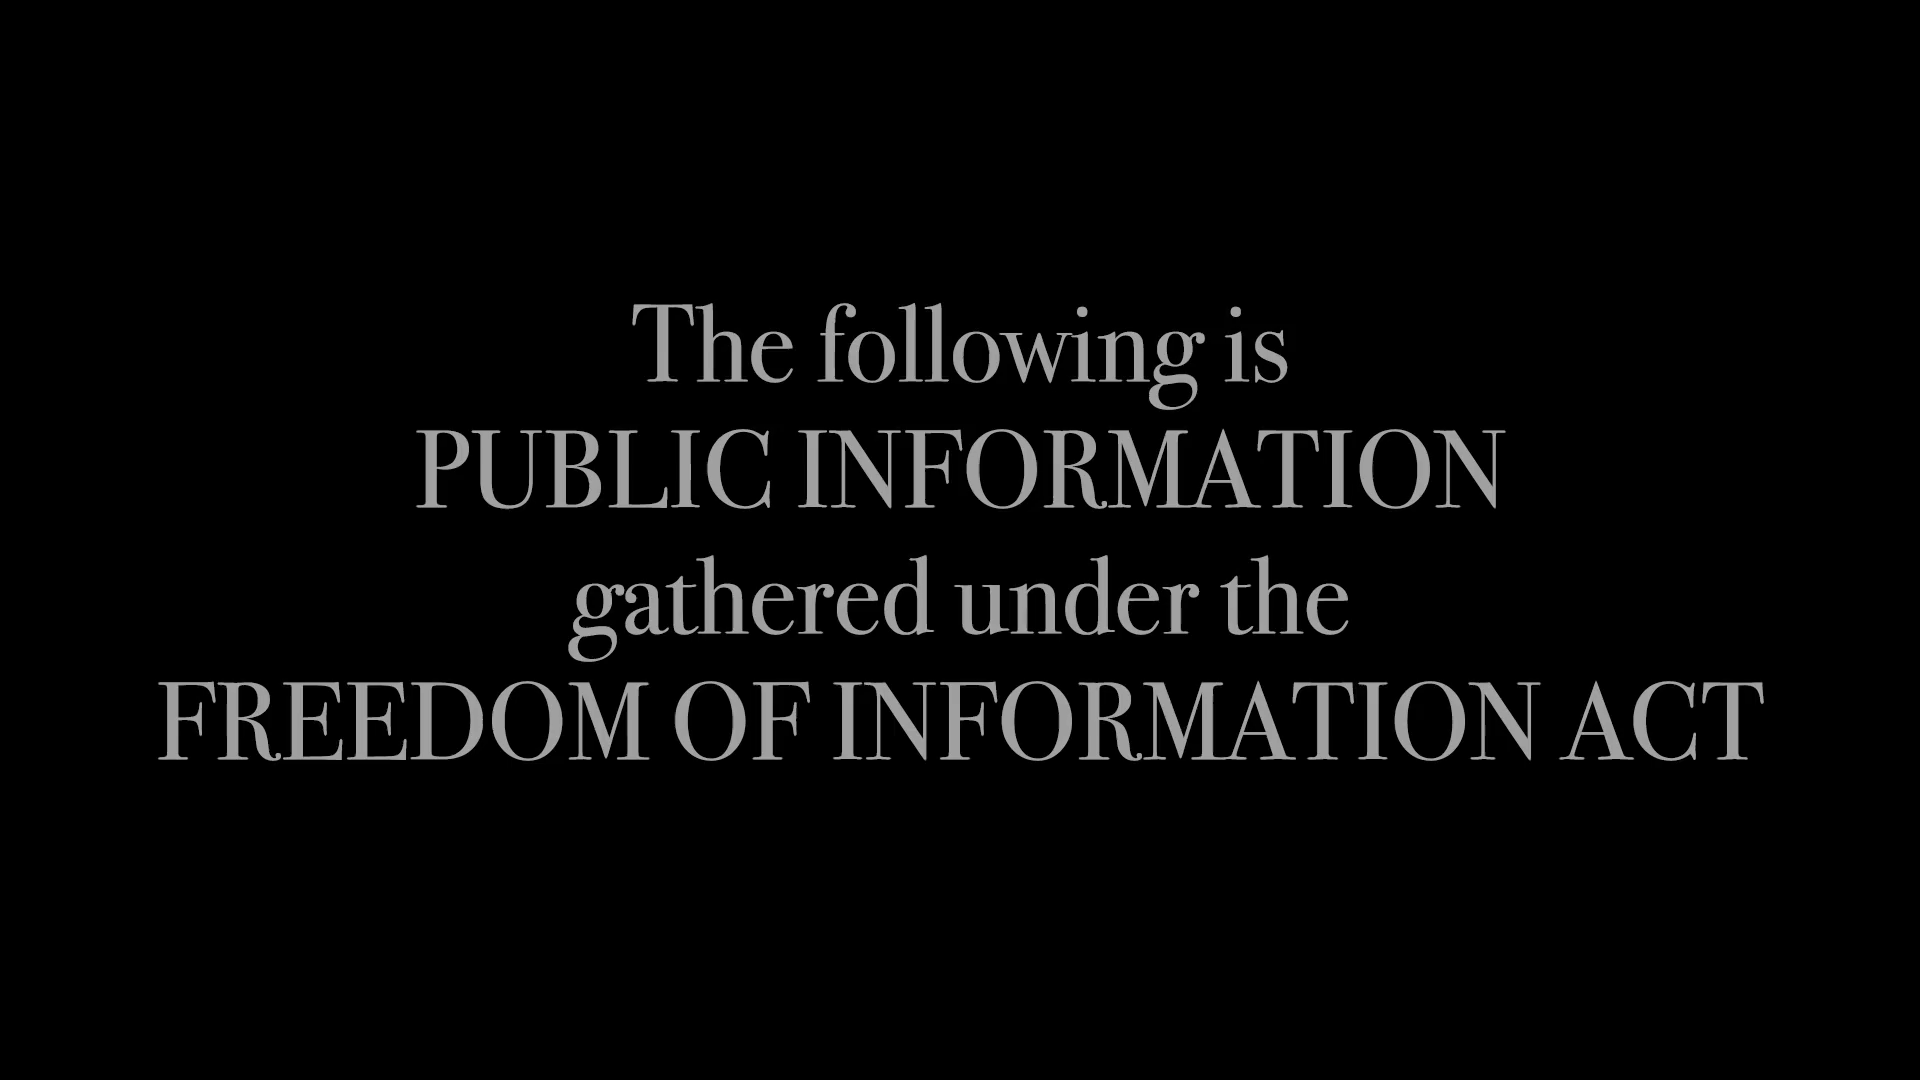 The following is
PUBLIC INFORMATION
gathered under the
FREEDOM OF INFORMATION ACT